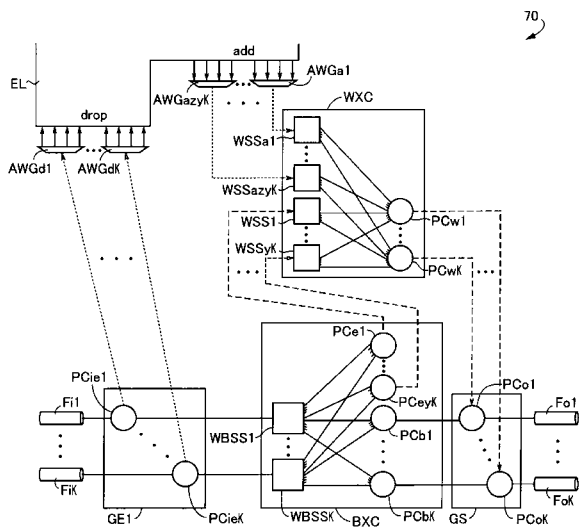 70
add
EL
AWGazyK
AWGa1
WXC
drop
AWGd1
AWGdK
WSSa1
WSSazyK
WSS1
WSSyK
PCw1
PCwK
PCe1
PCeyK
PCie1
PCo1
Fi1
WBSS1
PCb1
Fo1
FiK
FoK
GE1
PCieK
WBSSK
BXC
PCbK
GS
PCoK